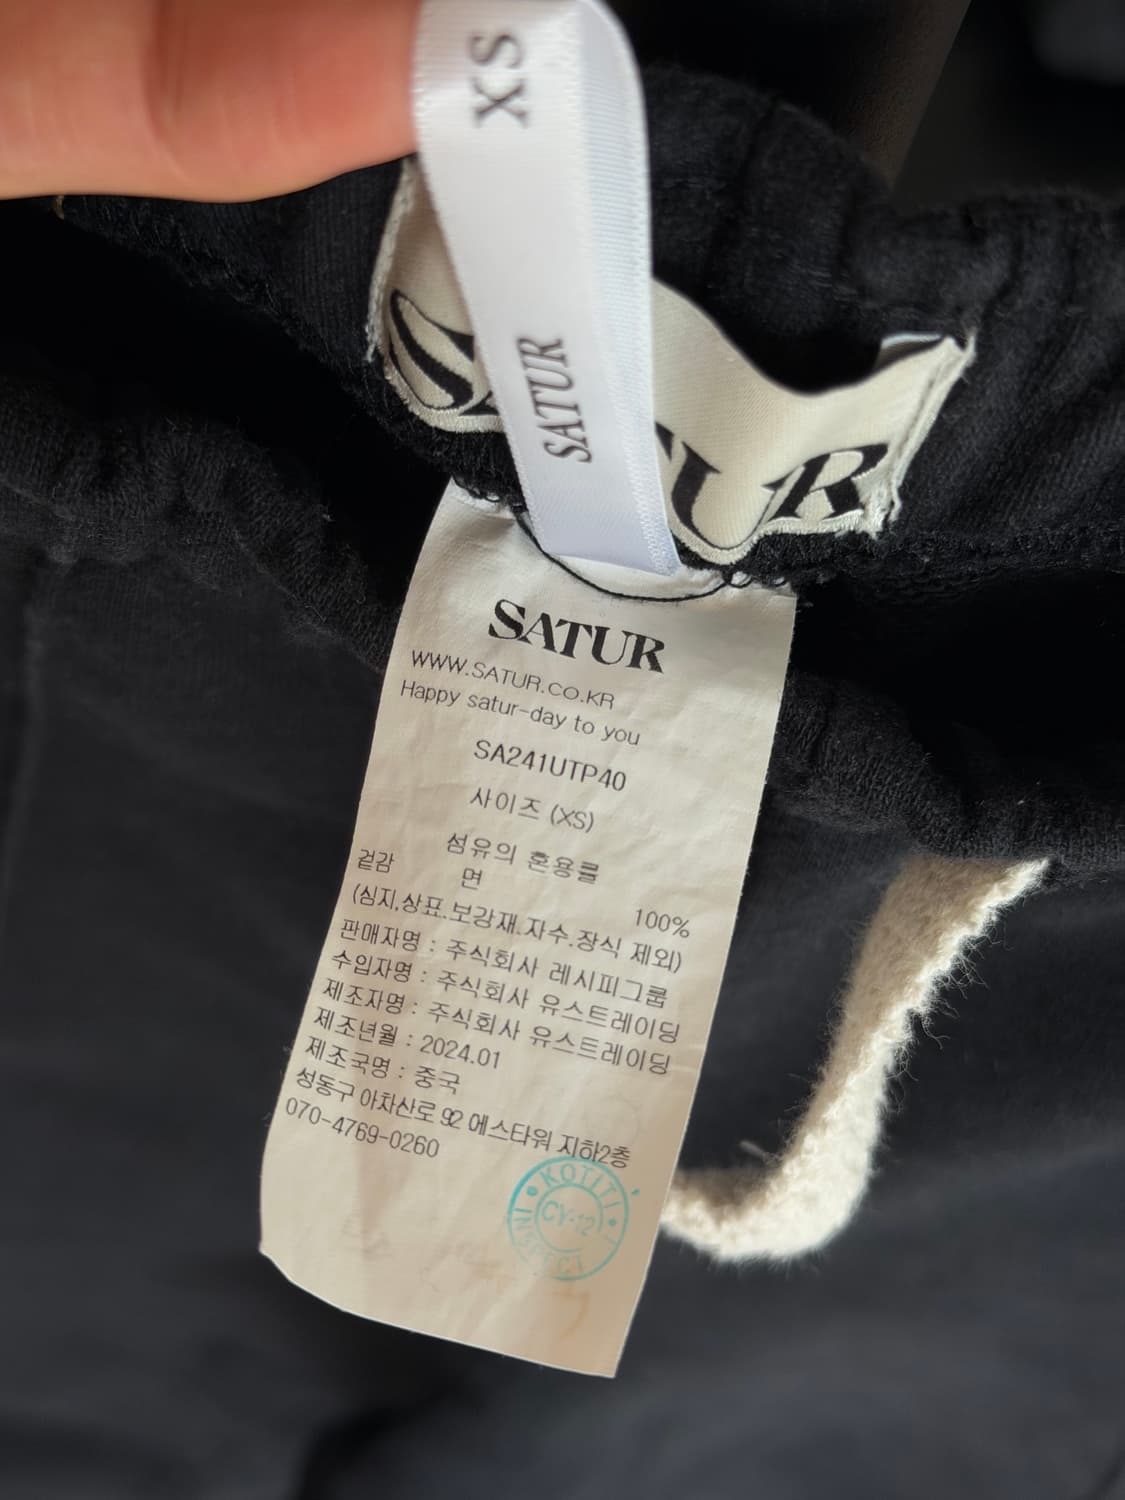 XS
SATUR
UR
SATUR
WWW.SATUR.CO.KR
Happy satur-day to you
SA241UTP40
사이즈 (XS)
섬유의 혼용률
겉감 면 100%
(심지,상표.보강재.자수.장식 제외)
판매자명 : 주식회사 레시피그룹
수입자명 : 주식회사 유스트레이딩
제조자명 : 주식회사 유스트레이딩
제조년월 : 2024.01
제조국명 : 중국
성동구 아차산로 92 에스타워 지하2층
070-4769-0260
KOTITI
CY-12